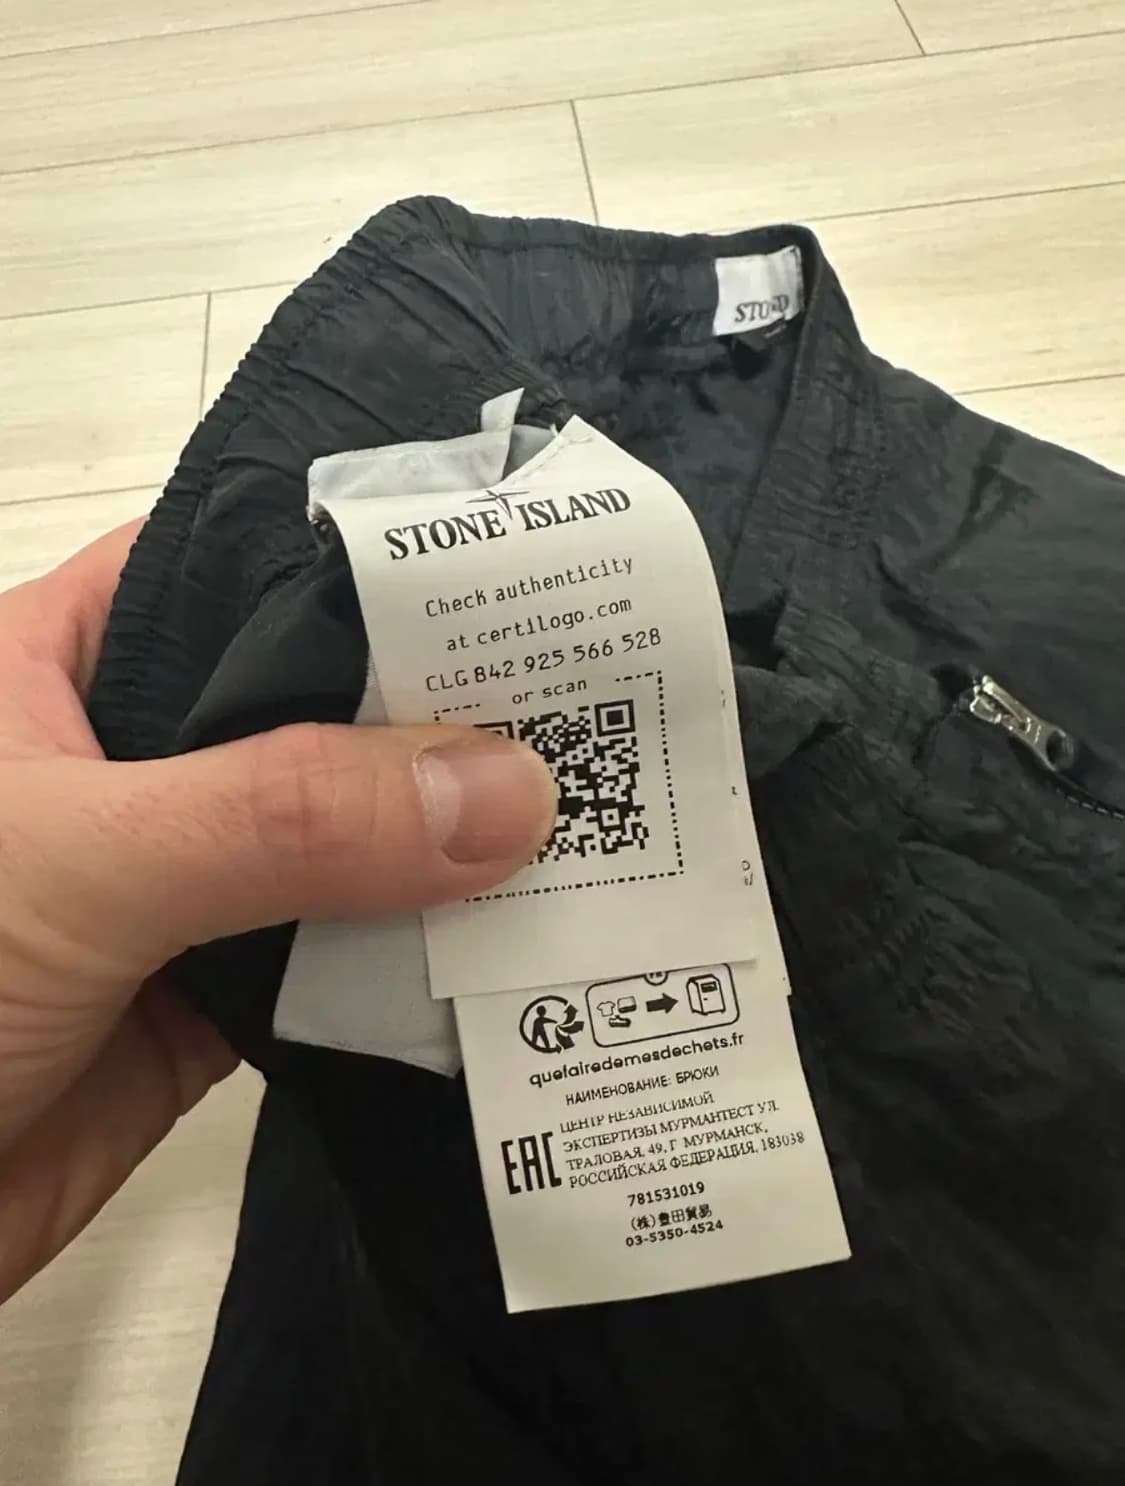 STONE ISLAND
Check authenticity
at certilogo.com
CLG 842 925 566 528
or scan
FR
quefairedemesdechets.fr
НАИМЕНОВАНИЕ: БРЮКИ
EAC
ЦЕНТР НЕЗАВИСИМОЙ
ЭКСПЕРТИЗЫ МУРМАНТЕСТ УЛ.
ТРАЛОВАЯ, 49, Г МУРМАНСК,
РОССИЙСКАЯ ФЕДЕРАЦИЯ, 183038
781531019
(株)豊田貿易
03-5350-4524